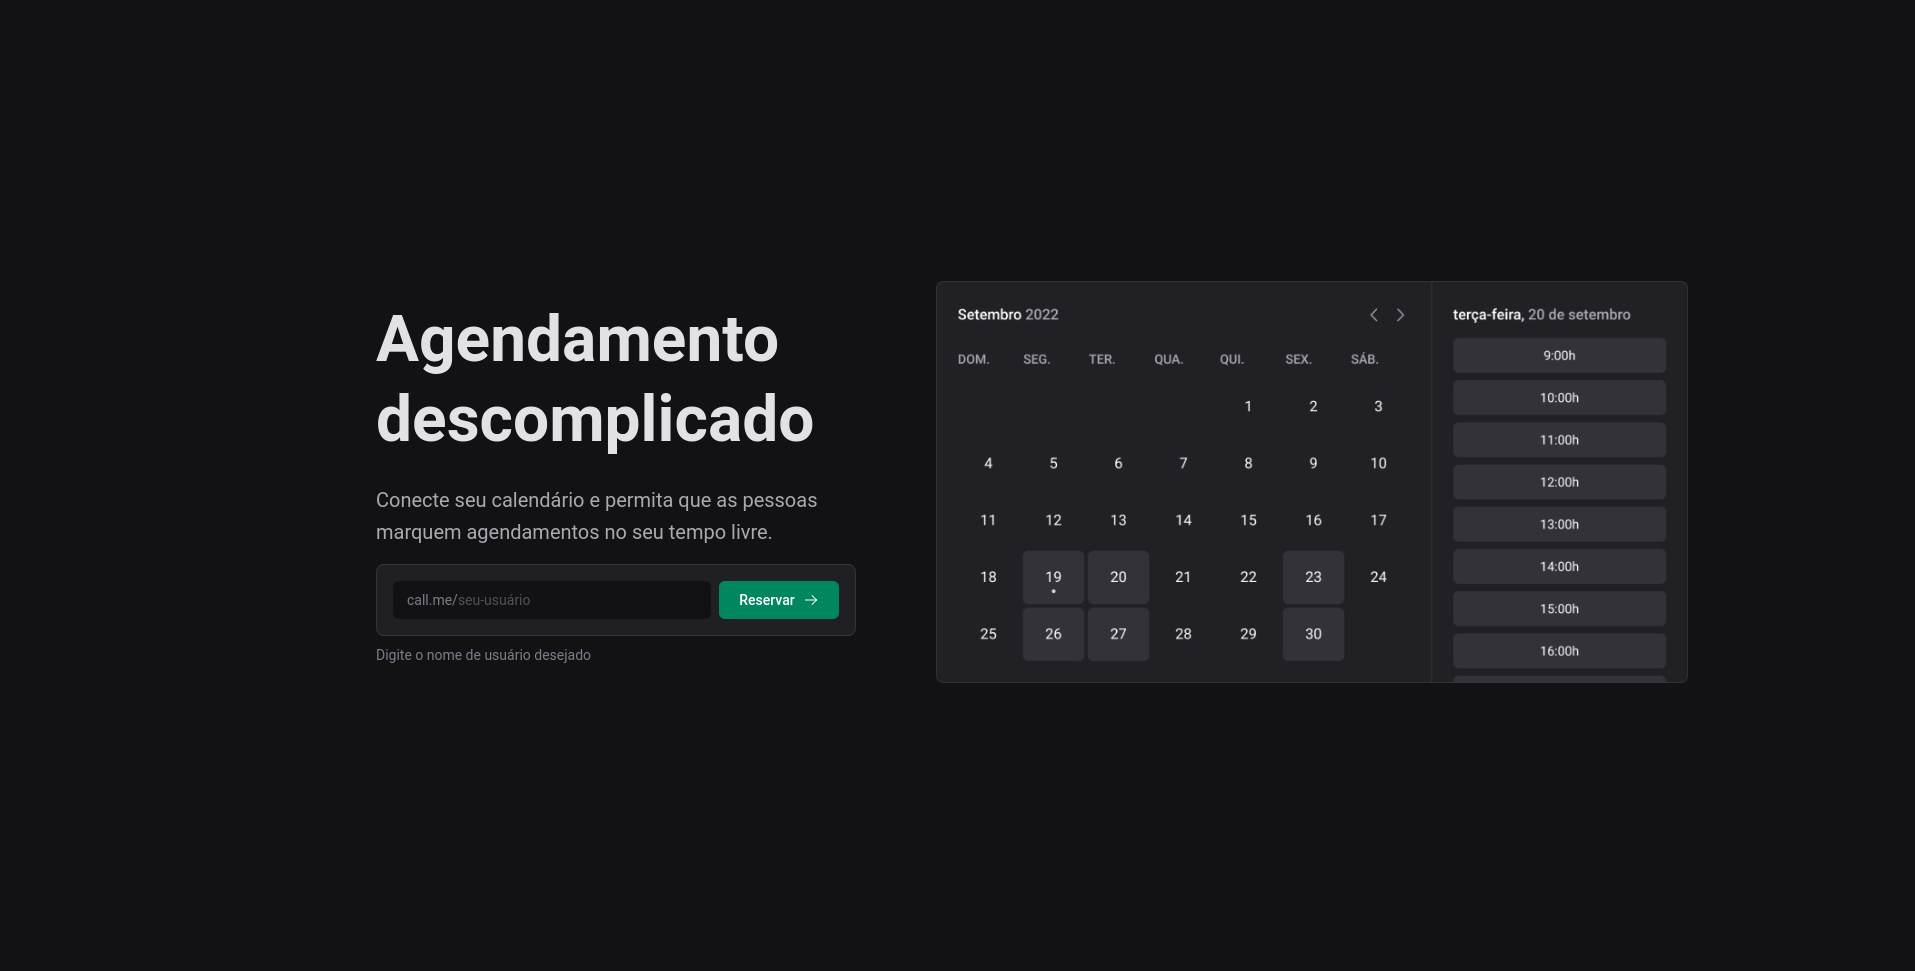 Agendamento
descomplicado
Conecte seu calendário e permita que as pessoas
marquem agendamentos no seu tempo livre.
call.me/seu-usuário
Reservar
Digite o nome de usuário desejado
Setembro 2022
DOM. SEG. TER. QUA. QUI. SEX. SÁB.
1 2 3
4 5 6 7 8 9 10
11 12 13 14 15 16 17
18 19 20 21 22 23 24
25 26 27 28 29 30
terça-feira, 20 de setembro
9:00h
10:00h
11:00h
12:00h
13:00h
14:00h
15:00h
16:00h